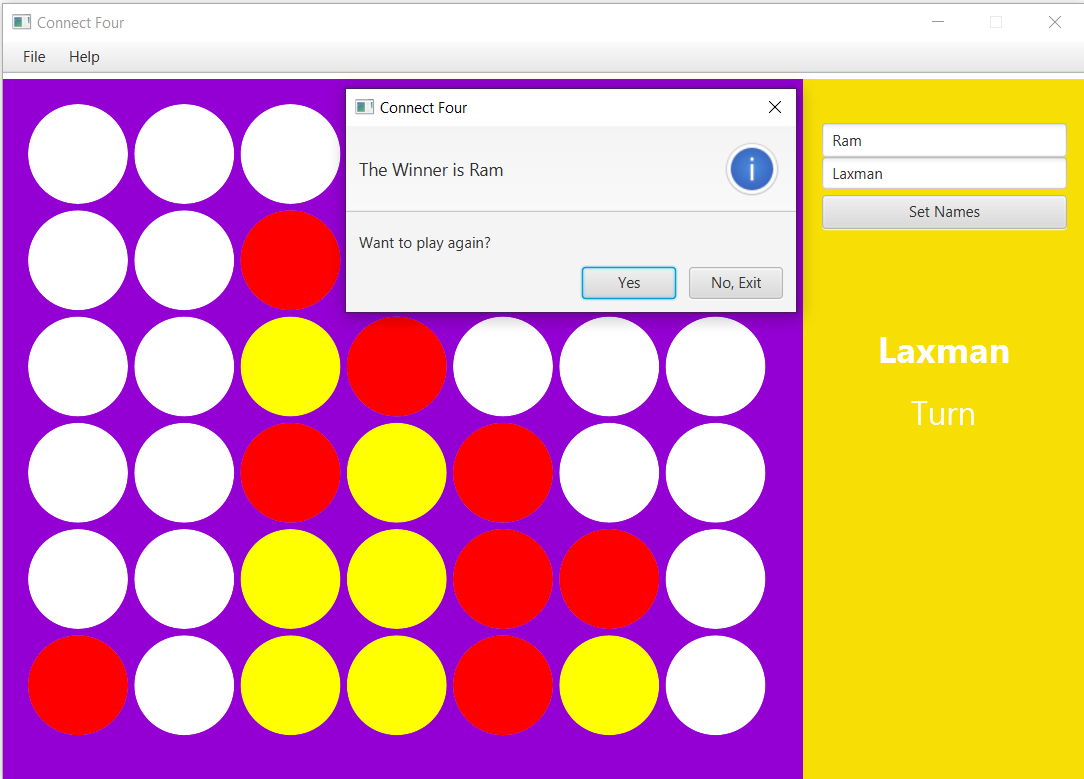 Connect Four
File Help
Connect Four
The Winner is Ram
i
Want to play again?
Yes No, Exit
Ram
Laxman
Set Names
Laxman
Turn